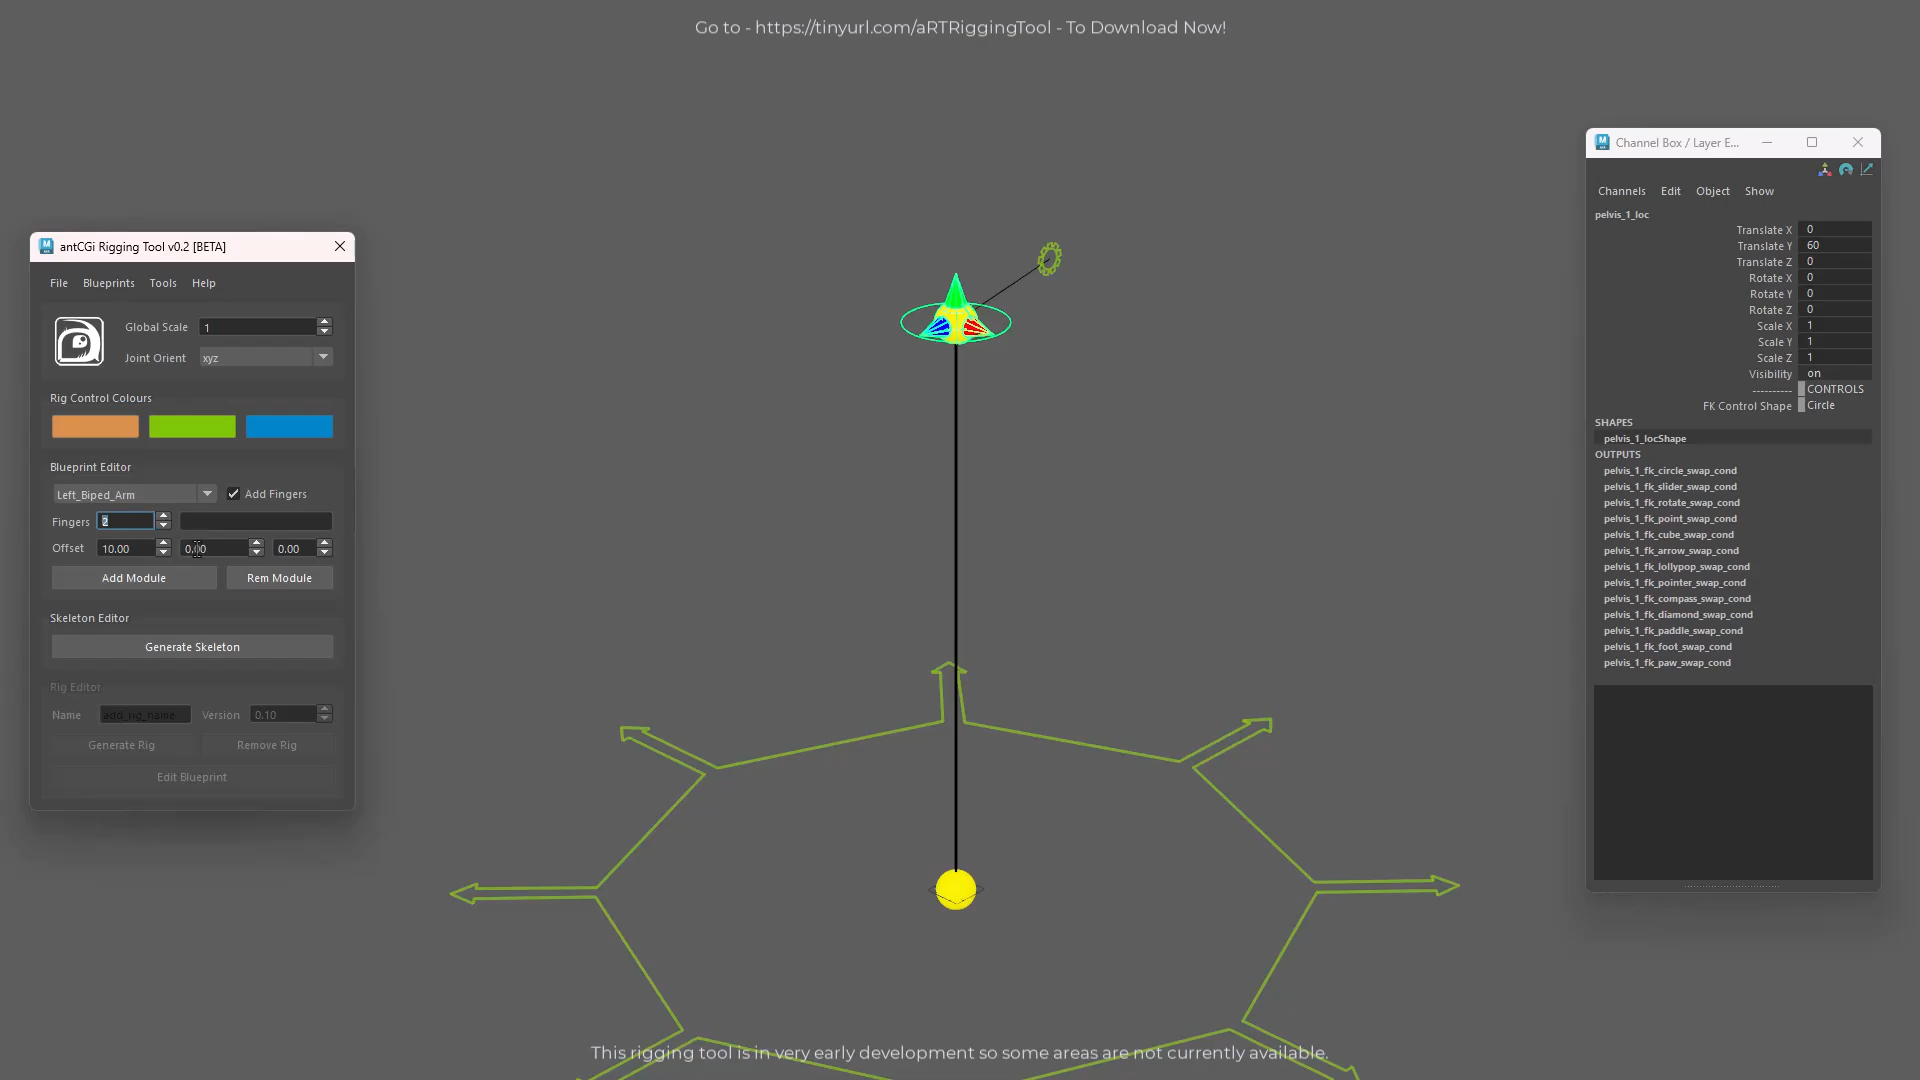 Go to - https://tinyurl.com/aRTRiggingTool - To Download Now!
antCGi Rigging Tool v0.2 [BETA]
File Blueprints Tools Help
Global Scale 1
Joint Orient xyz
Rig Control Colours
Blueprint Editor
Left_Biped_Arm Add Fingers
Fingers 2
Offset 10.00 0.00 0.00
Add Module Rem Module
Skeleton Editor
Generate Skeleton
Rig Editor
Name add_rig_name Version 0.10
Generate Rig Remove Rig
Edit Blueprint
Channel Box / Layer E...
Channels Edit Object Show
pelvis_1_loc
Translate X 0
Translate Y 60
Translate Z 0
Rotate X 0
Rotate Y 0
Rotate Z 0
Scale X 1
Scale Y 1
Scale Z 1
Visibility on
---------- CONTROLS
FK Control Shape Circle
SHAPES
pelvis_1_locShape
OUTPUTS
pelvis_1_fk_circle_swap_cond
pelvis_1_fk_slider_swap_cond
pelvis_1_fk_rotate_swap_cond
pelvis_1_fk_point_swap_cond
pelvis_1_fk_cube_swap_cond
pelvis_1_fk_arrow_swap_cond
pelvis_1_fk_lollypop_swap_cond
pelvis_1_fk_pointer_swap_cond
pelvis_1_fk_compass_swap_cond
pelvis_1_fk_diamond_swap_cond
pelvis_1_fk_paddle_swap_cond
pelvis_1_fk_foot_swap_cond
pelvis_1_fk_paw_swap_cond
This rigging tool is in very early development so some areas are not currently available.